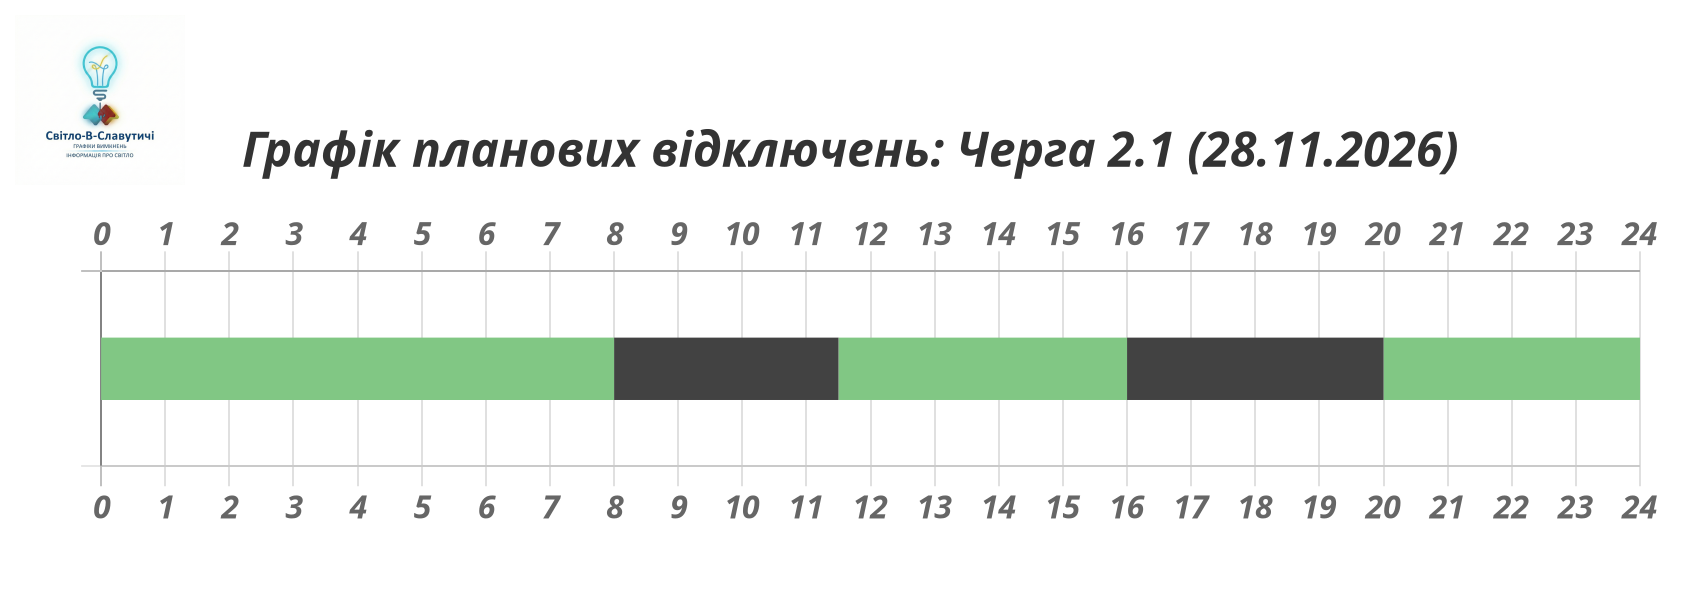 Світло-В-Славутичі
ГРАФІКИ ВИМКНЕНЬ
ІНФОРМАЦІЯ ПРО СВІТЛО
Графік планових відключень: Черга 2.1 (28.11.2026)
0 1 2 3 4 5 6 7 8 9 10 11 12 13 14 15 16 17 18 19 20 21 22 23 24
0 1 2 3 4 5 6 7 8 9 10 11 12 13 14 15 16 17 18 19 20 21 22 23 24